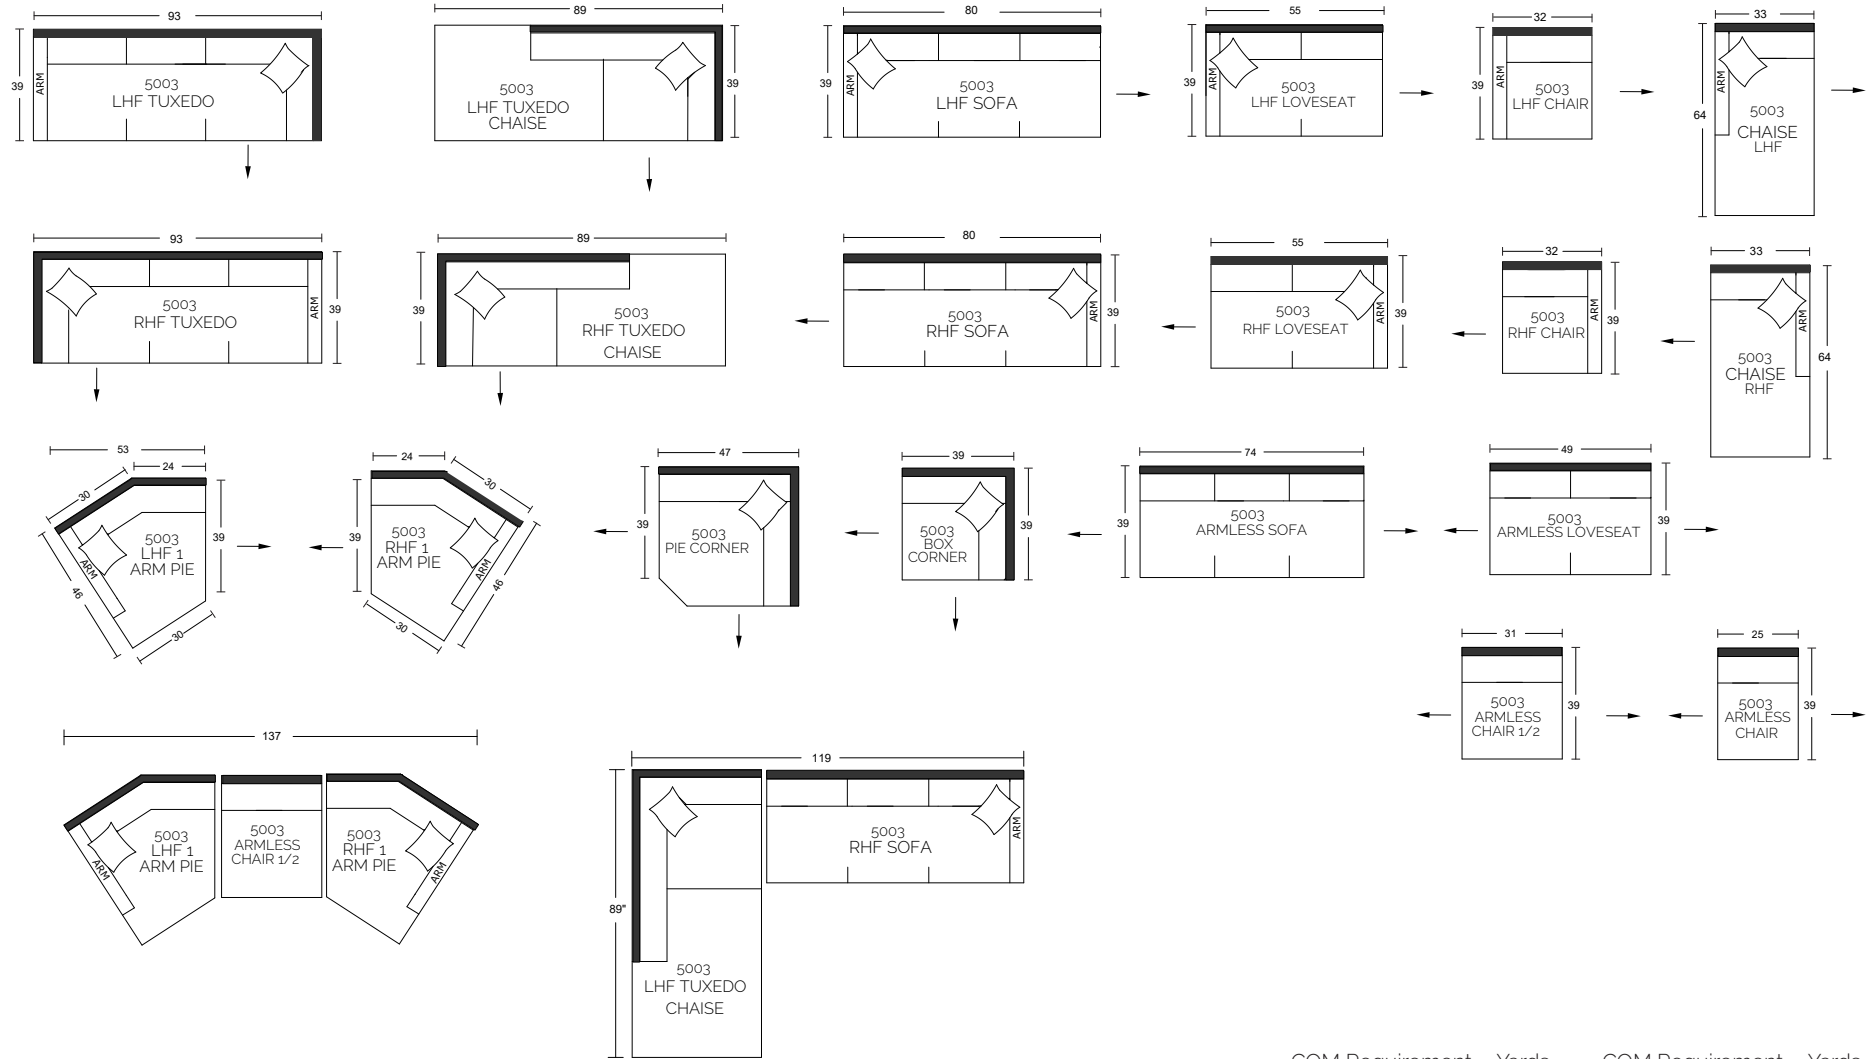 93
39
ARM
5003
LHF TUXEDO
89
39
5003
LHF TUXEDO
CHAISE
80
39
ARM
5003
LHF SOFA
55
39
ARM
5003
LHF LOVESEAT
32
39
ARM
5003
LHF CHAIR
33
64
ARM
5003
CHAISE
LHF
93
39
ARM
5003
RHF TUXEDO
89
39
5003
RHF TUXEDO
CHAISE
80
39
ARM
5003
RHF SOFA
55
39
ARM
5003
RHF LOVESEAT
32
39
ARM
5003
RHF CHAIR
33
64
ARM
5003
CHAISE
RHF
53
24
30
39
46
30
ARM
5003
LHF 1
ARM PIE
24
30
39
46
30
ARM
5003
RHF 1
ARM PIE
47
39
5003
PIE CORNER
39
39
5003
BOX
CORNER
74
39
5003
ARMLESS SOFA
49
39
5003
ARMLESS LOVESEAT
31
39
5003
ARMLESS
CHAIR 1/2
25
39
5003
ARMLESS
CHAIR
137
ARM
5003
LHF 1
ARM PIE
5003
ARMLESS
CHAIR 1/2
5003
RHF 1
ARM PIE
ARM
119
89"
5003
LHF TUXEDO
CHAISE
5003
RHF SOFA
ARM
COM Requirement Yards
COM Requirement Yards